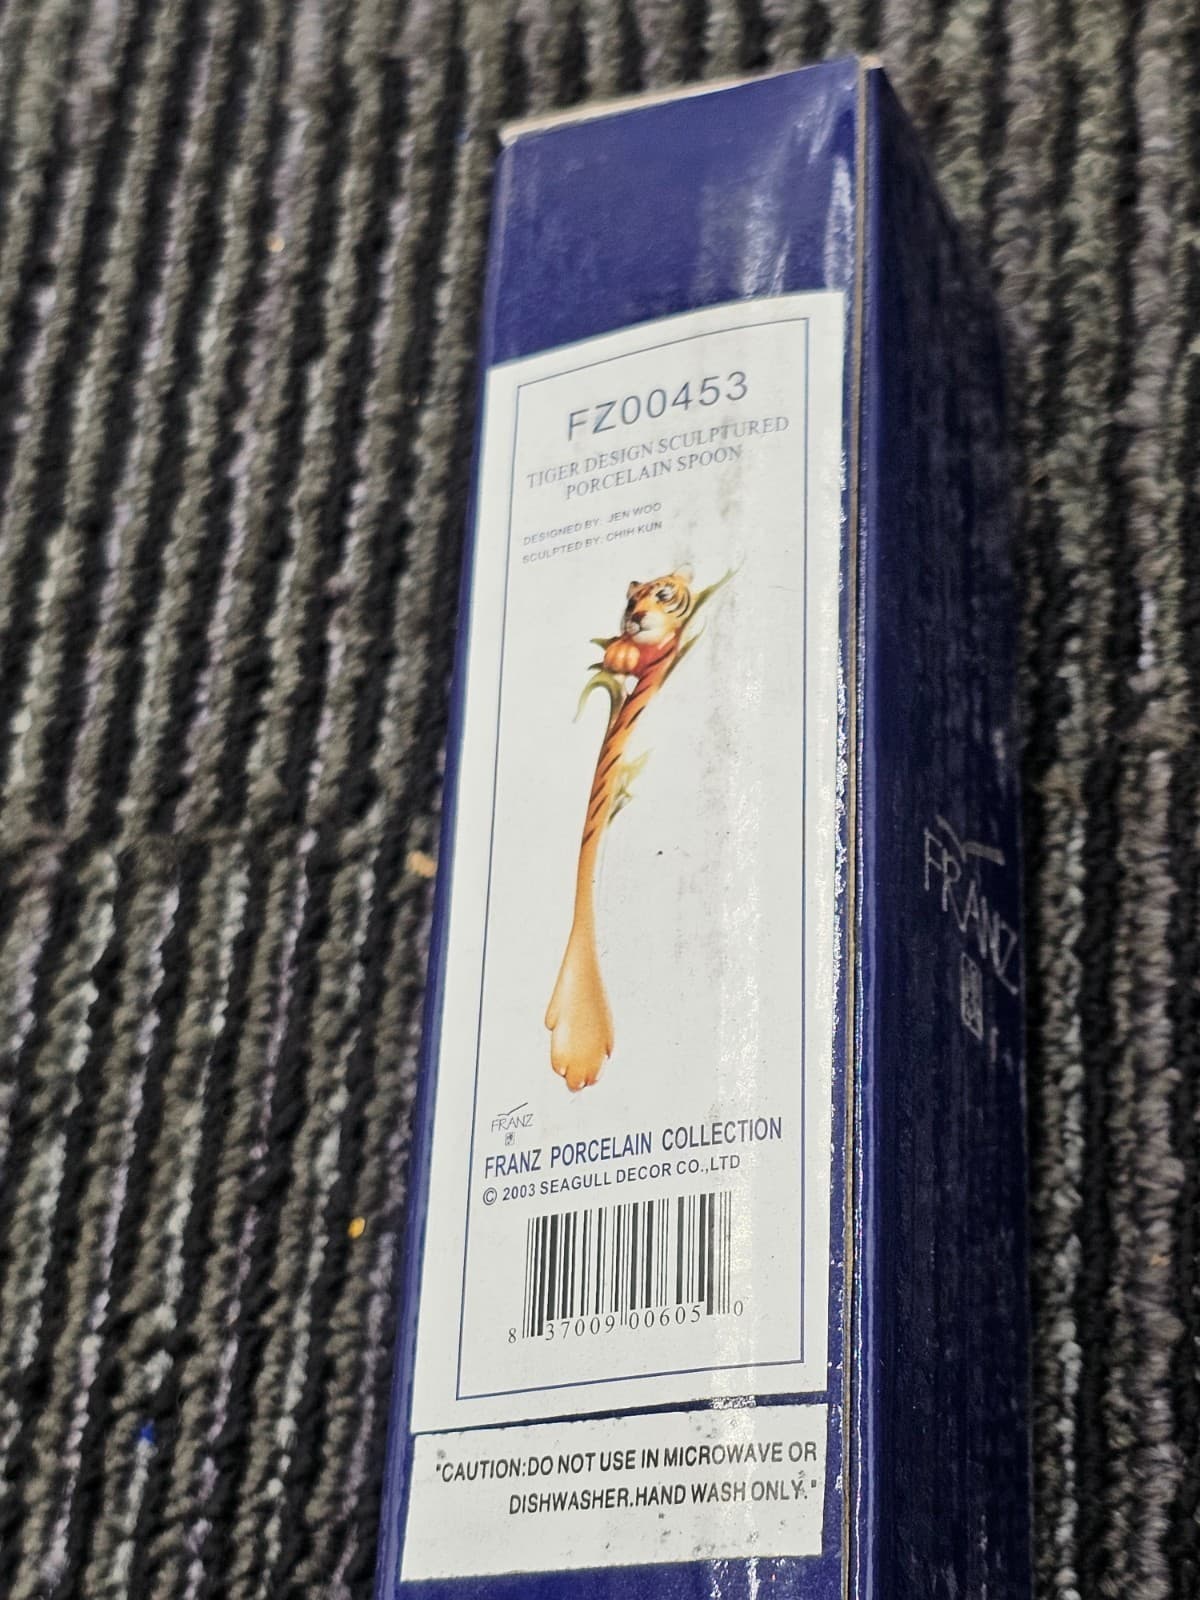 FZ00453
TIGER DESIGN SCULPTURED
PORCELAIN SPOON
DESIGNED BY: JEN WOO
SCULPTED BY: CHIH KUN
FRANZ
FRANZ PORCELAIN COLLECTION
© 2003 SEAGULL DECOR CO.,LTD
8 37009 00605 0
"CAUTION:DO NOT USE IN MICROWAVE OR
DISHWASHER.HAND WASH ONLY."
FRANZ